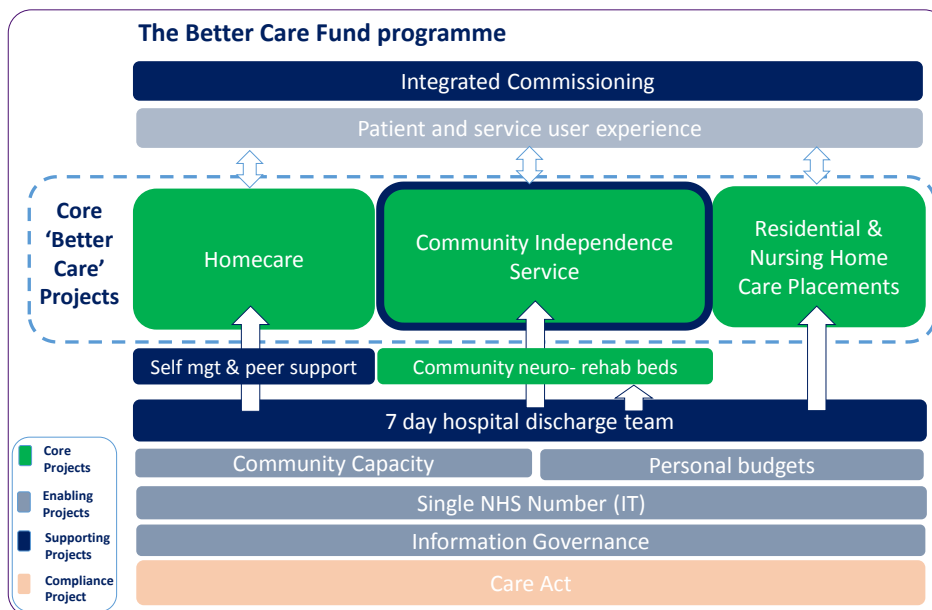 The Better Care Fund programme
Integrated Commissioning
Patient and service user experience
Core
'Better
Care'
Projects
Homecare
Community Independence
Service
Residential &
Nursing Home
Care Placements
Self mgt & peer support
Community neuro- rehab beds
7 day hospital discharge team
Community Capacity
Personal budgets
Single NHS Number (IT)
Information Governance
Care Act
Core
Projects
Enabling
Projects
Supporting
Projects
Compliance
Project